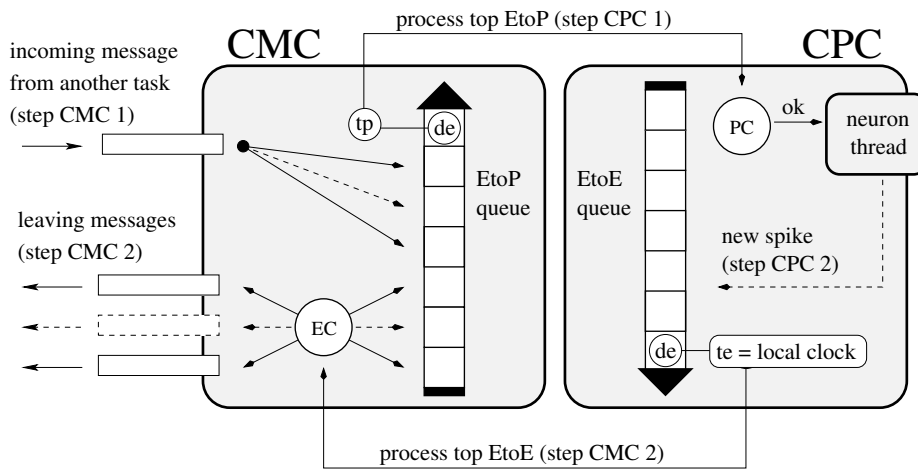 process top EtoP (step CPC 1)
CMC
CPC
incoming message
from another task
(step CMC 1)
tp
de
PC
ok
neuron
thread
EtoP
queue
EtoE
queue
leaving messages
(step CMC 2)
new spike
(step CPC 2)
EC
de
te = local clock
process top EtoE (step CMC 2)